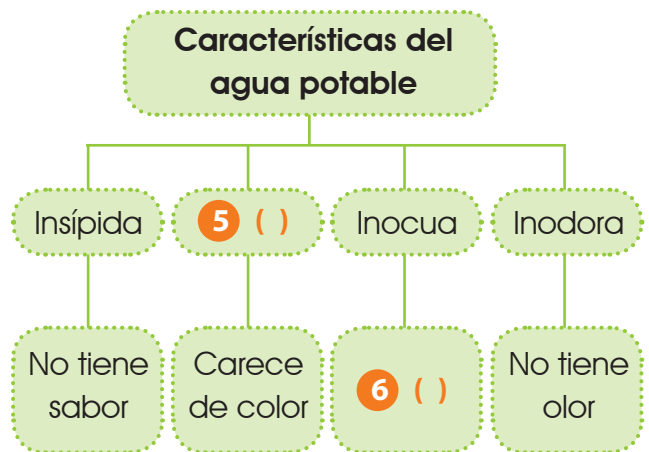 Características del
agua potable
Insípida
5 ( )
Inocua
Inodora
No tiene
sabor
Carece
de color
6 ( )
No tiene
olor